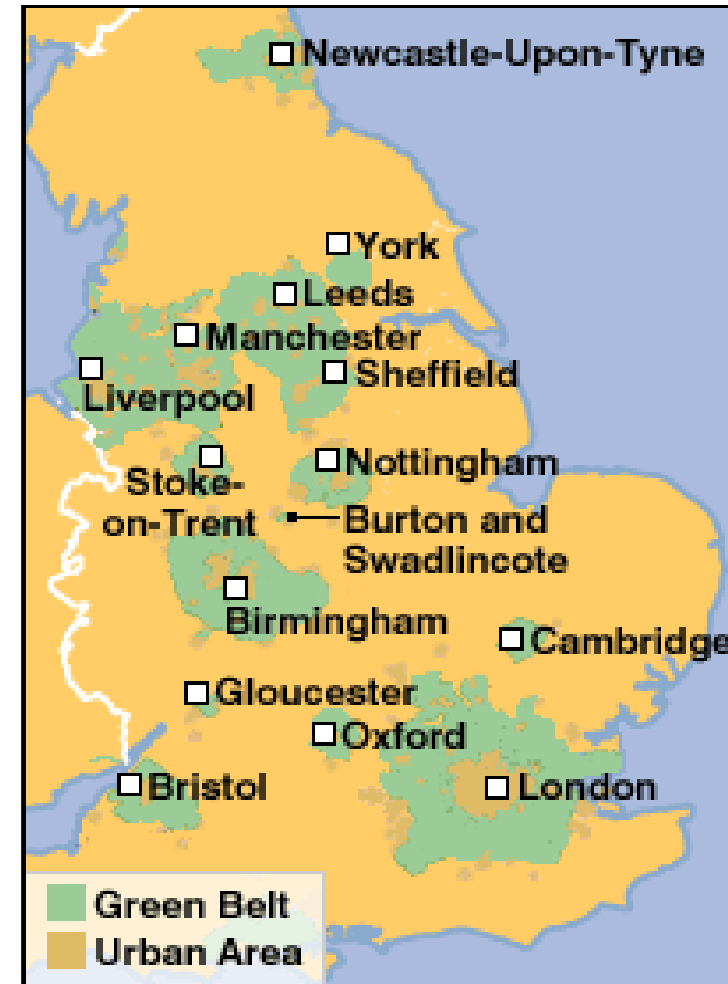 Newcastle-Upon-Tyne
York
Leeds
Manchester
Sheffield
Liverpool
Nottingham
Stoke-
on-Trent
Burton and
Swadlincote
Birmingham
Cambridge
Gloucester
Oxford
Bristol
London
Green Belt
Urban Area